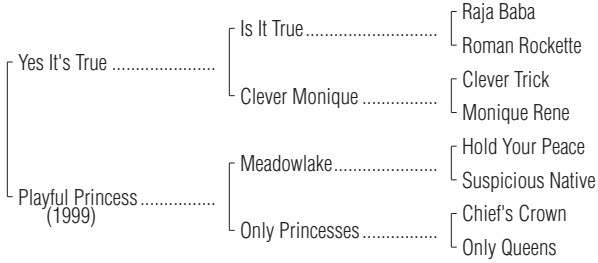 Raja Baba
Is It True
Roman Rockette
Yes It's True
Clever Trick
Clever Monique
Monique Rene
Hold Your Peace
Meadowlake
Suspicious Native
Playful Princess
(1999)
Chief's Crown
Only Princesses
Only Queens